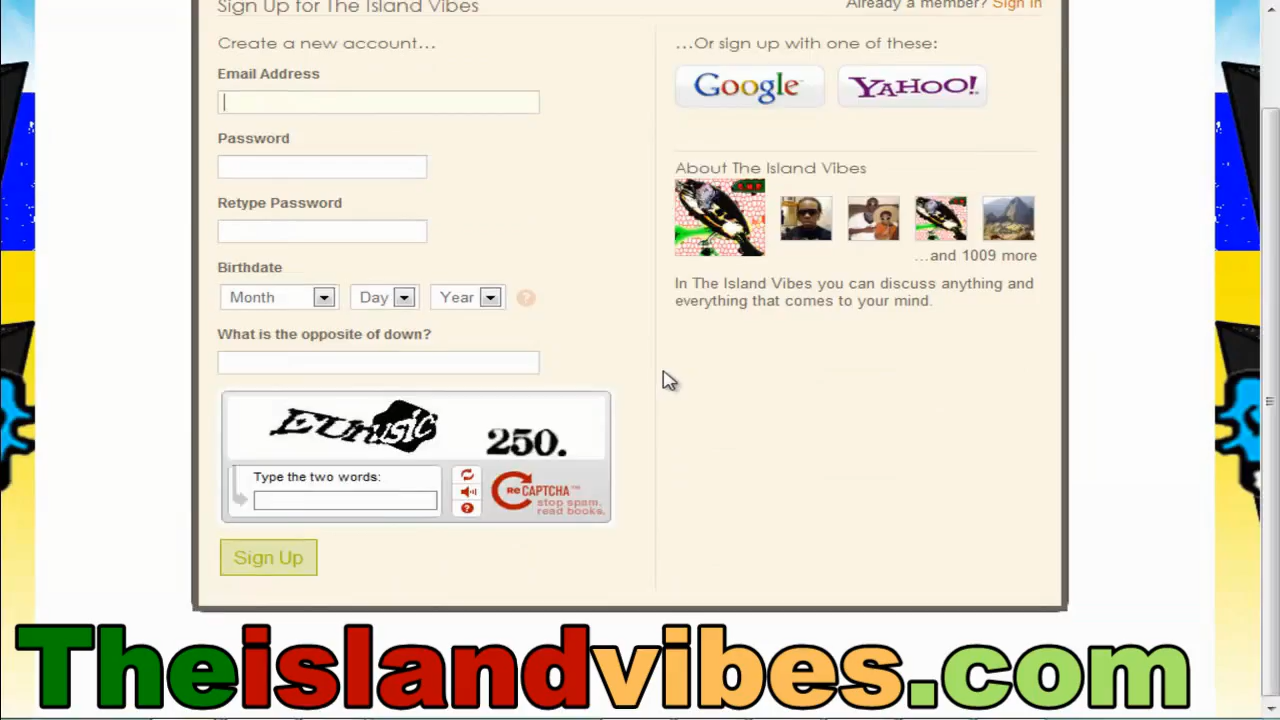 Sign Up for The Island Vibes
Already a member? Sign In
Create a new account...
Email Address
Password
Retype Password
Birthdate
Month Day Year ?
What is the opposite of down?
250.
Type the two words:
?
reCAPTCHA™
stop spam.
read books.
Sign Up
...Or sign up with one of these:
Google YAHOO!
About The Island Vibes
...and 1009 more
In The Island Vibes you can discuss anything and
everything that comes to your mind.
Theislandvibes.com